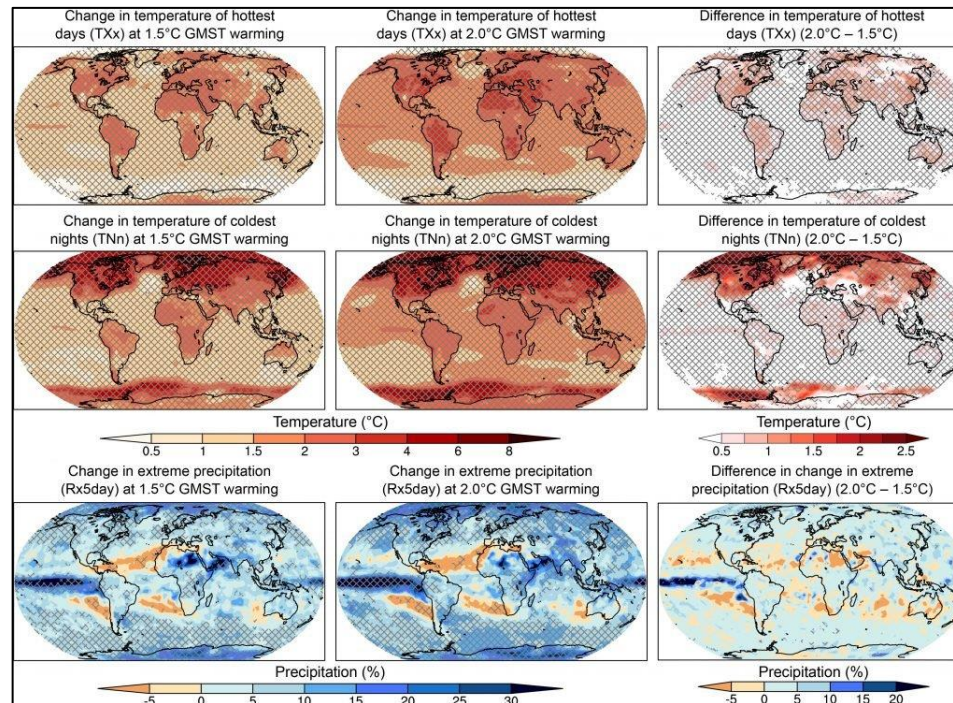 Change in temperature of hottest
days (TXx) at 1.5°C GMST warming
Change in temperature of hottest
days (TXx) at 2.0°C GMST warming
Difference in temperature of hottest
days (TXx) (2.0°C – 1.5°C)
Change in temperature of coldest
nights (TNn) at 1.5°C GMST warming
Change in temperature of coldest
nights (TNn) at 2.0°C GMST warming
Difference in temperature of coldest
nights (TNn) (2.0°C – 1.5°C)
Temperature (°C)
0.5 1 1.5 2 3 4 6 8
Temperature (°C)
0.5 1 1.5 2 2.5
Change in extreme precipitation
(Rx5day) at 1.5°C GMST warming
Change in extreme precipitation
(Rx5day) at 2.0°C GMST warming
Difference in change in extreme
precipitation (Rx5day) (2.0°C – 1.5°C)
Precipitation (%)
-5 0 5 10 15 20 25 30
Precipitation (%)
-5 0 5 10 15 20